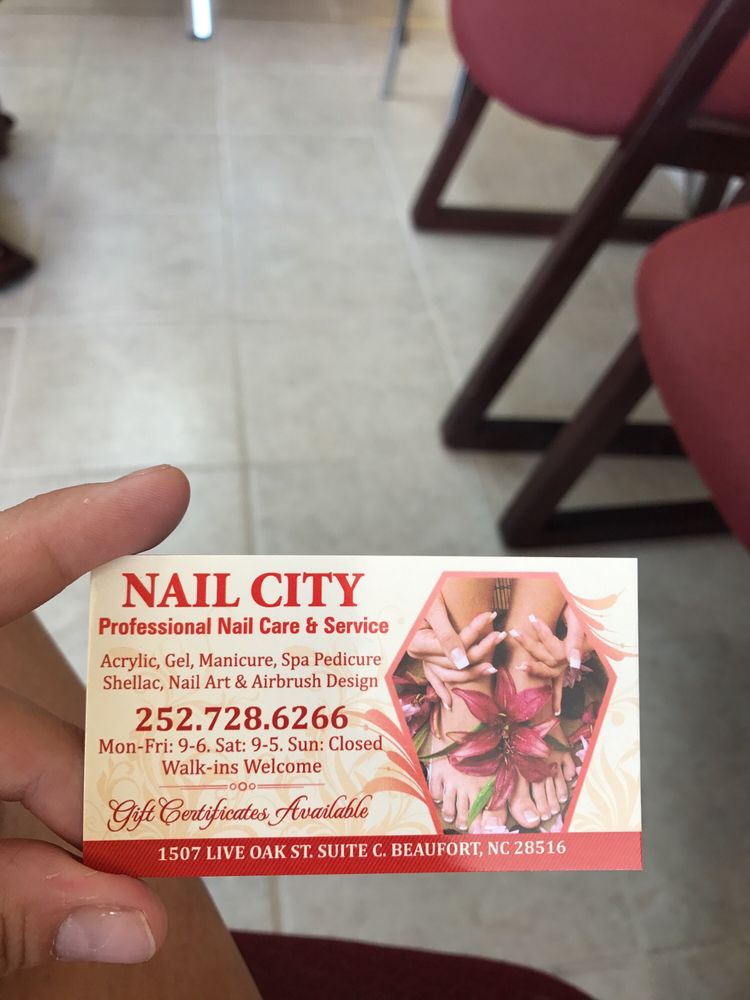 NAIL CITY
Professional Nail Care & Service
Acrylic, Gel, Manicure, Spa Pedicure
Shellac, Nail Art & Airbrush Design
252.728.6266
Mon-Fri: 9-6. Sat: 9-5. Sun: Closed
Walk-ins Welcome
Gift Certificates Available
1507 LIVE OAK ST. SUITE C. BEAUFORT, NC 28516